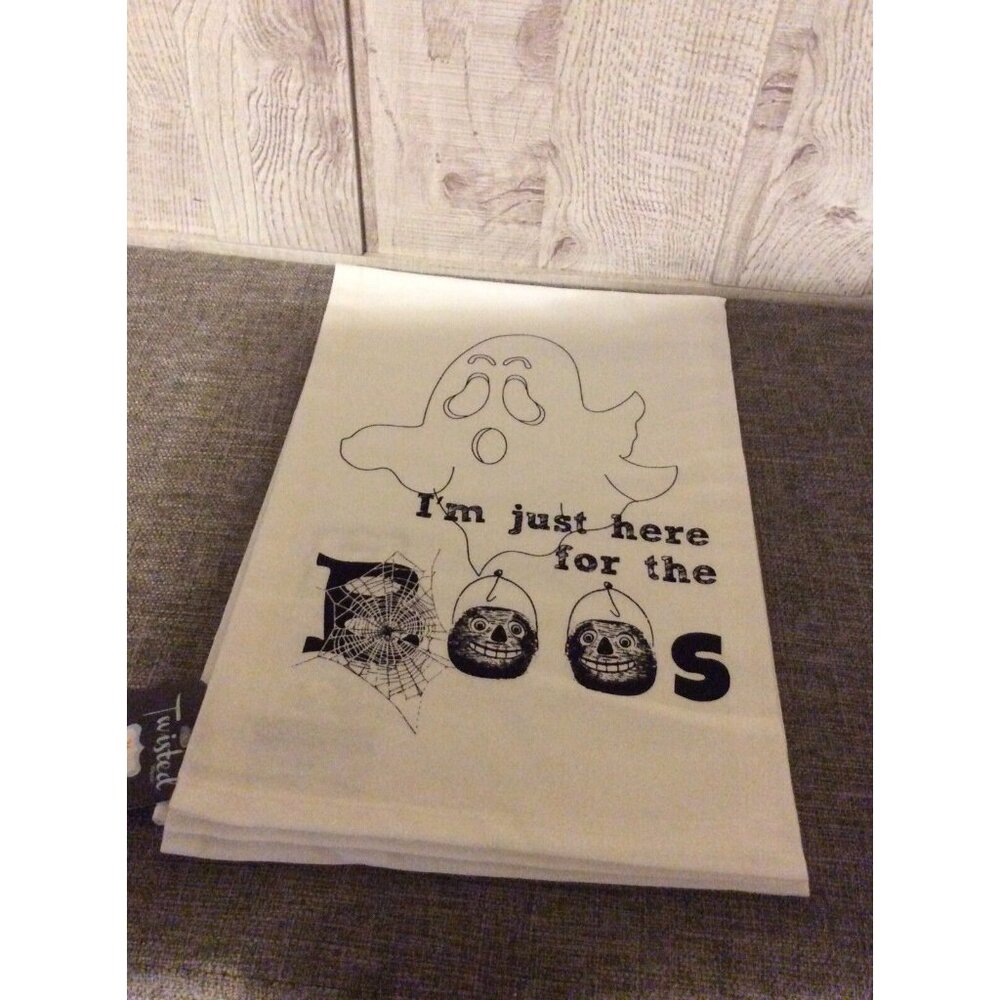 I'm just here
for the
BOOS
Twisted